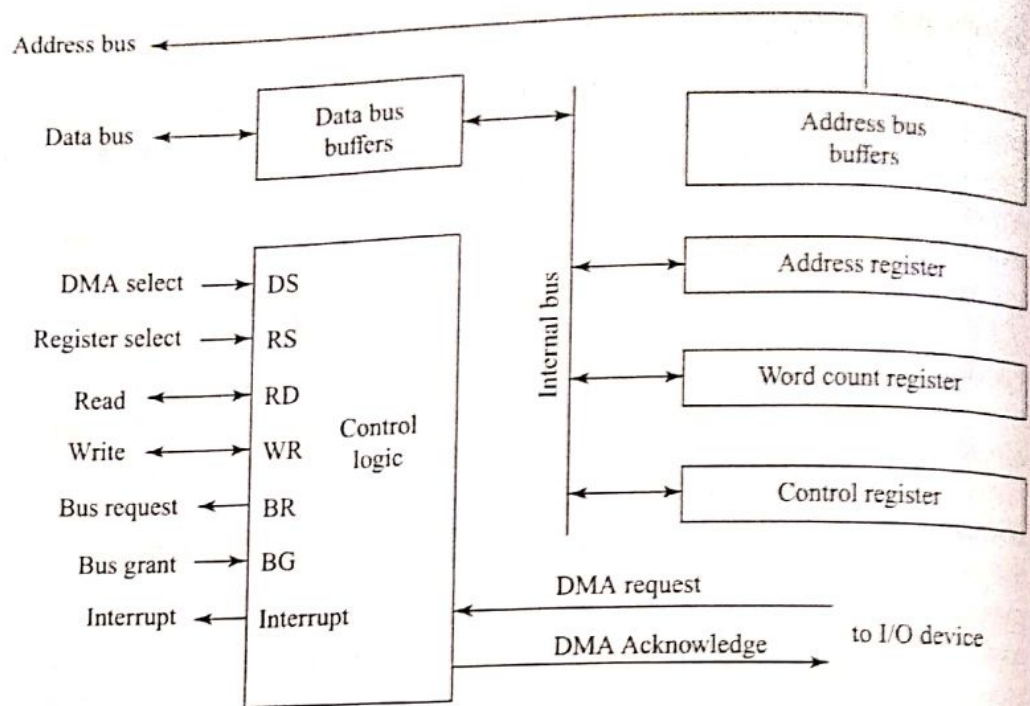 Address bus
Data bus
Data bus
buffers
Address bus
buffers
DMA select
DS
Register select
RS
Read
RD
Write
WR
Bus request
BR
Bus grant
BG
Interrupt
Interrupt
Control
logic
Internal bus
Address register
Word count register
Control register
DMA request
DMA Acknowledge
to I/O device